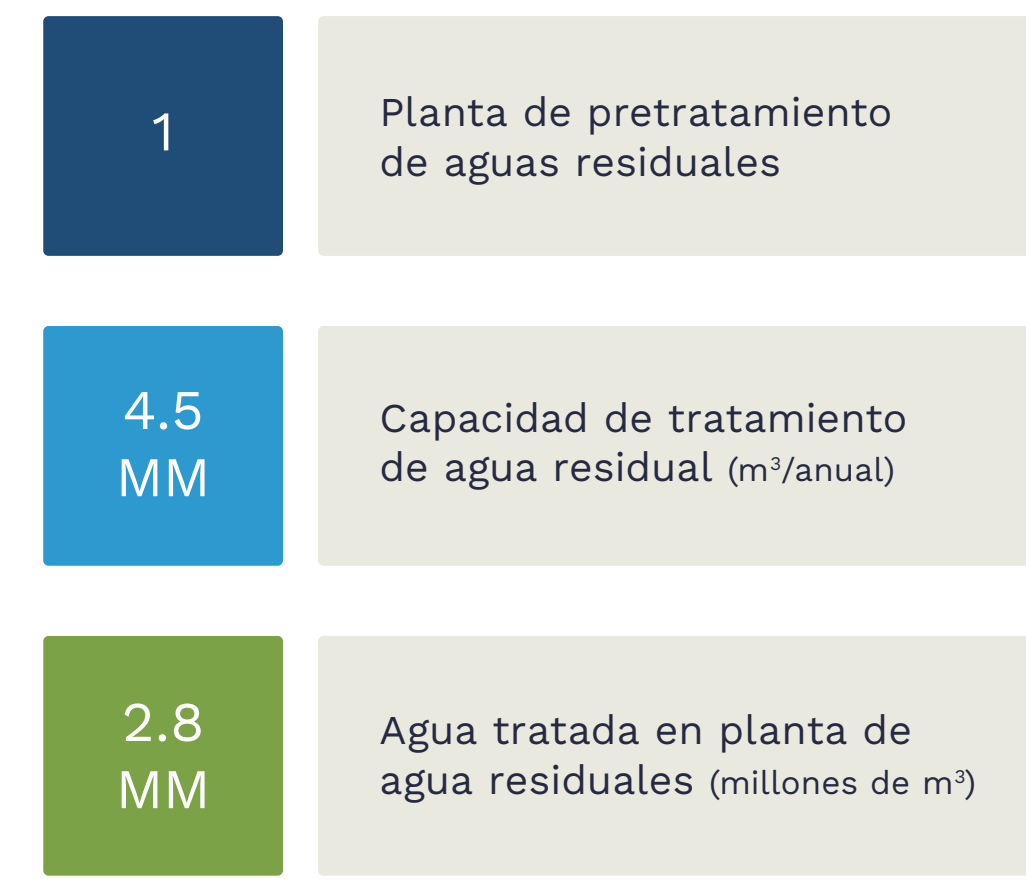 1
Planta de pretratamiento
de aguas residuales
4.5
MM
Capacidad de tratamiento
de agua residual (m³/anual)
2.8
MM
Agua tratada en planta de
agua residuales (millones de m³)